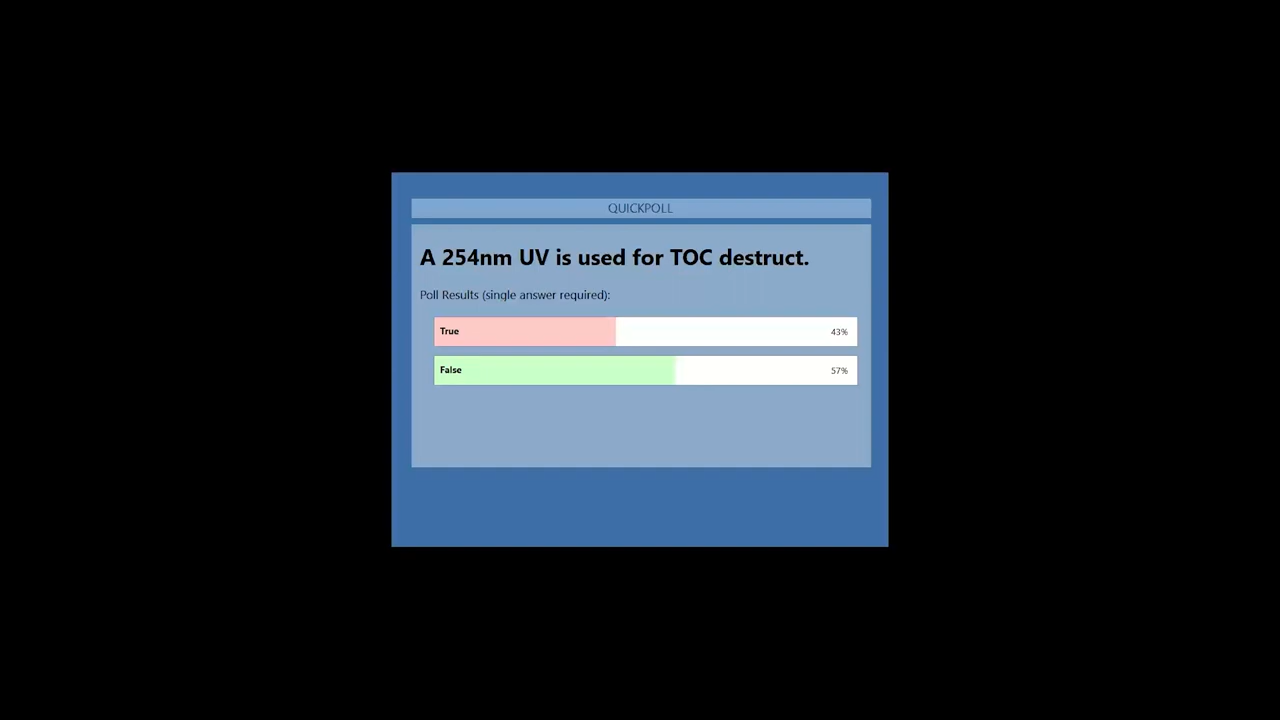 QUICKPOLL
A 254nm UV is used for TOC destruct.
Poll Results (single answer required):
True 43%
False 57%